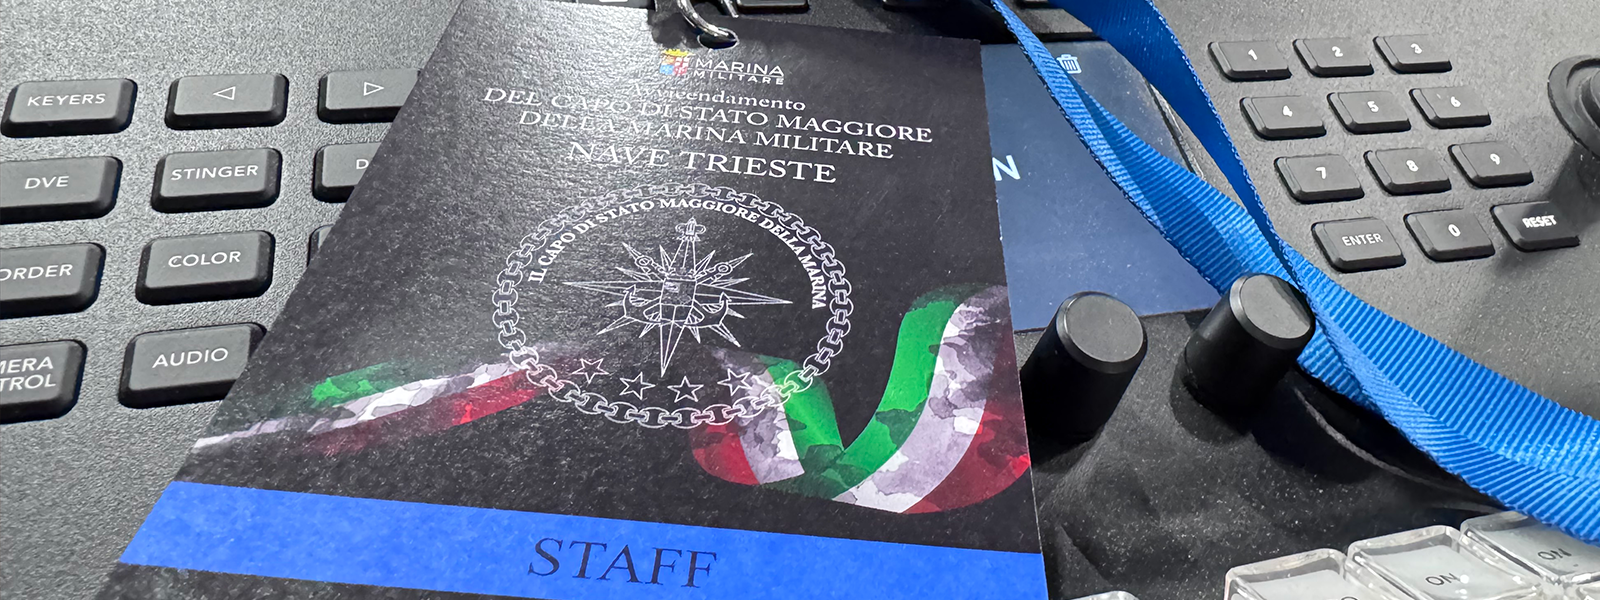 MARINA
MILITARE
Avvicendamento
DEL CAPO DI STATO MAGGIORE
DELLA MARINA MILITARE
NAVE TRIESTE
IL CAPO DI STATO MAGGIORE DELLA MARINA
STAFF
KEYERS
DVE
STINGER
ORDER
COLOR
MERA
TROL
AUDIO
D
N
1 2 3
4 5 6
7 8 9
ENTER 0 RESET
ON
ON